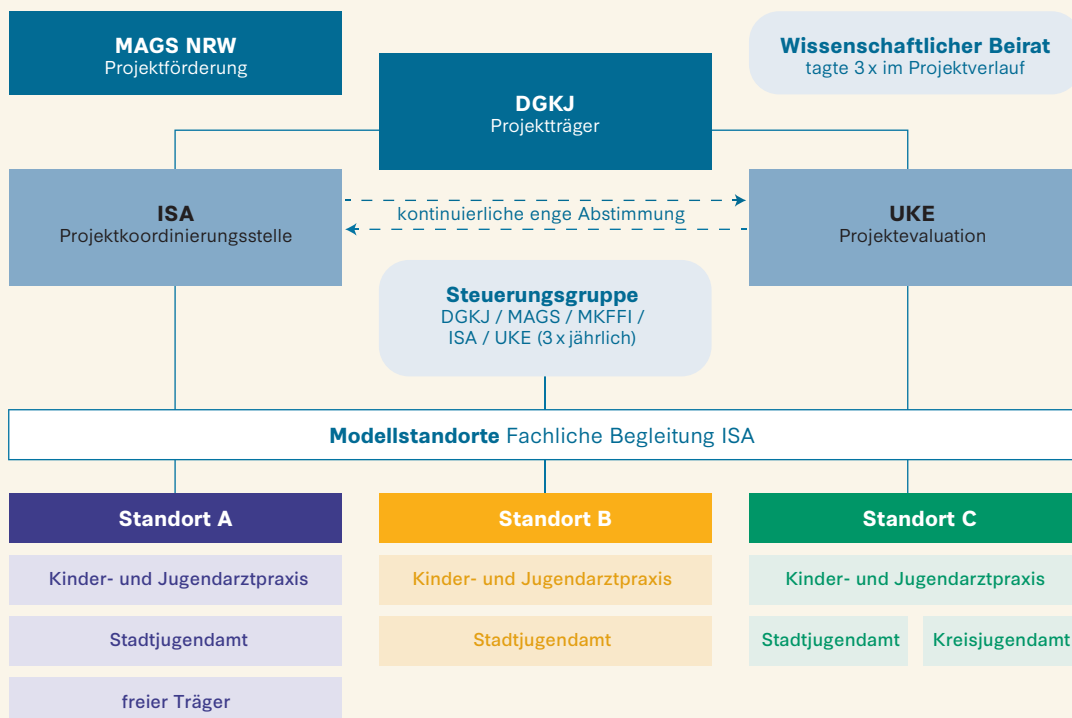 MAGS NRW
Projektförderung
Wissenschaftlicher Beirat
tagte 3 x im Projektverlauf
DGKJ
Projektträger
ISA
Projektkoordinierungsstelle
kontinuierliche enge Abstimmung
UKE
Projektevaluation
Steuerungsgruppe
DGKJ / MAGS / MKFFI /
ISA / UKE (3 x jährlich)
Modellstandorte Fachliche Begleitung ISA
Standort A
Standort B
Standort C
Kinder- und Jugendarztpraxis
Kinder- und Jugendarztpraxis
Kinder- und Jugendarztpraxis
Stadtjugendamt
Stadtjugendamt
Stadtjugendamt
Kreisjugendamt
freier Träger